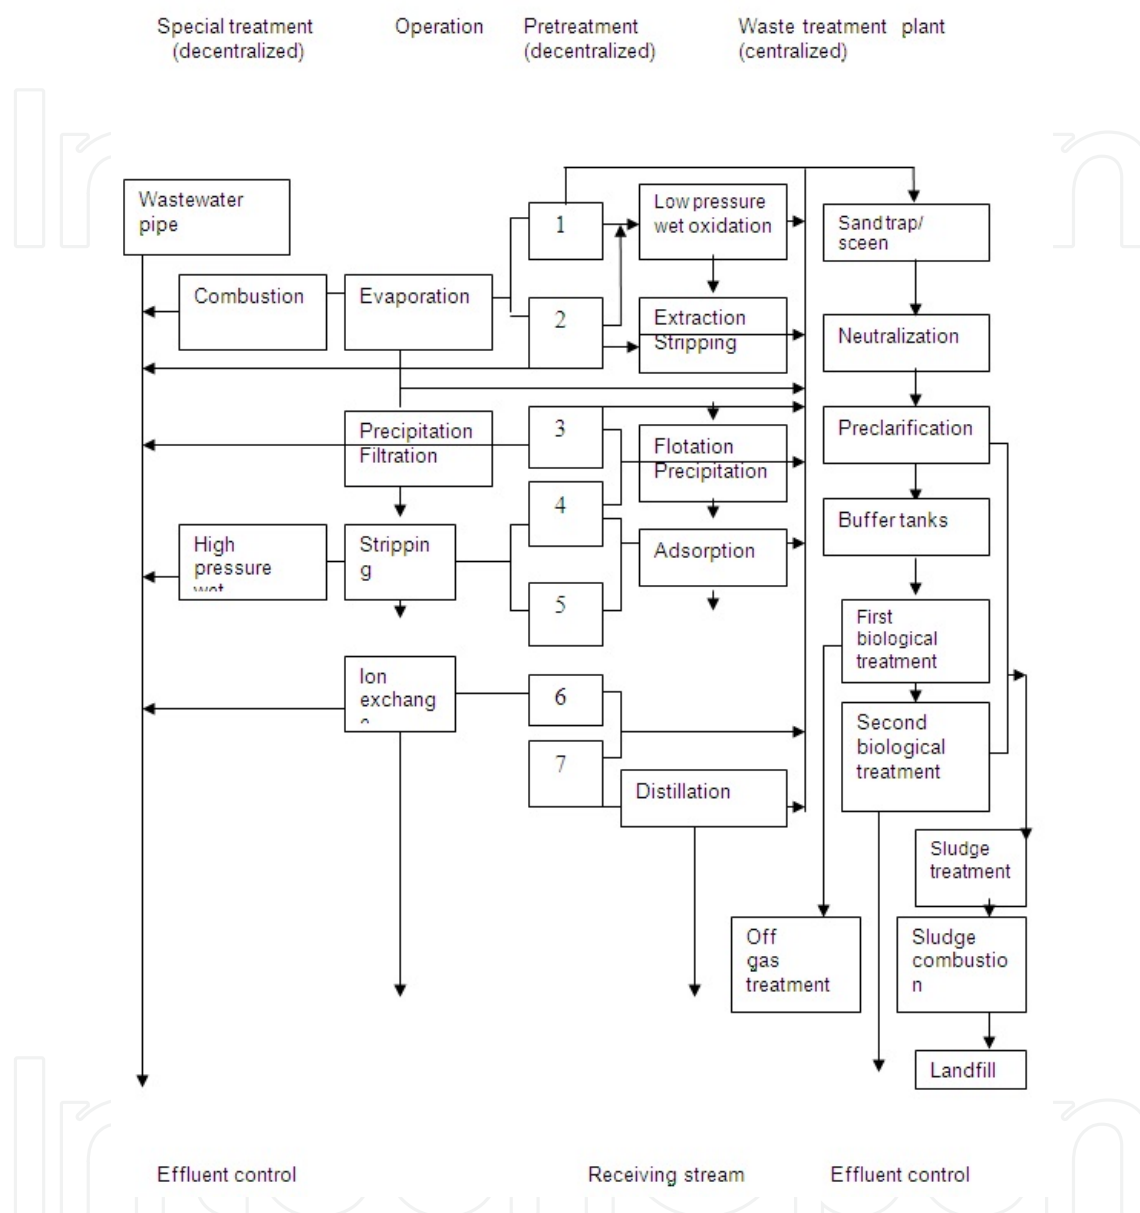 Special treatment Operation Pretreatment Waste treatment plant
(decentralized) (decentralized) (centralized)
Wastewater
pipe
Combustion
Evaporation
1
2
Low pressure
wet oxidation
Extraction
Stripping
Sand trap/
sceen
Neutralization
Precipitation
Filtration
3
4
5
Flotation
Precipitation
Adsorption
Preclarification
Buffer tanks
High
pressure
Strippin
g
First
biological
treatment
Ion
exchang
6
7
Distillation
Second
biological
treatment
Sludge
treatment
Off
gas
treatment
Sludge
combustio
n
Landfill
Effluent control Receiving stream Effluent control